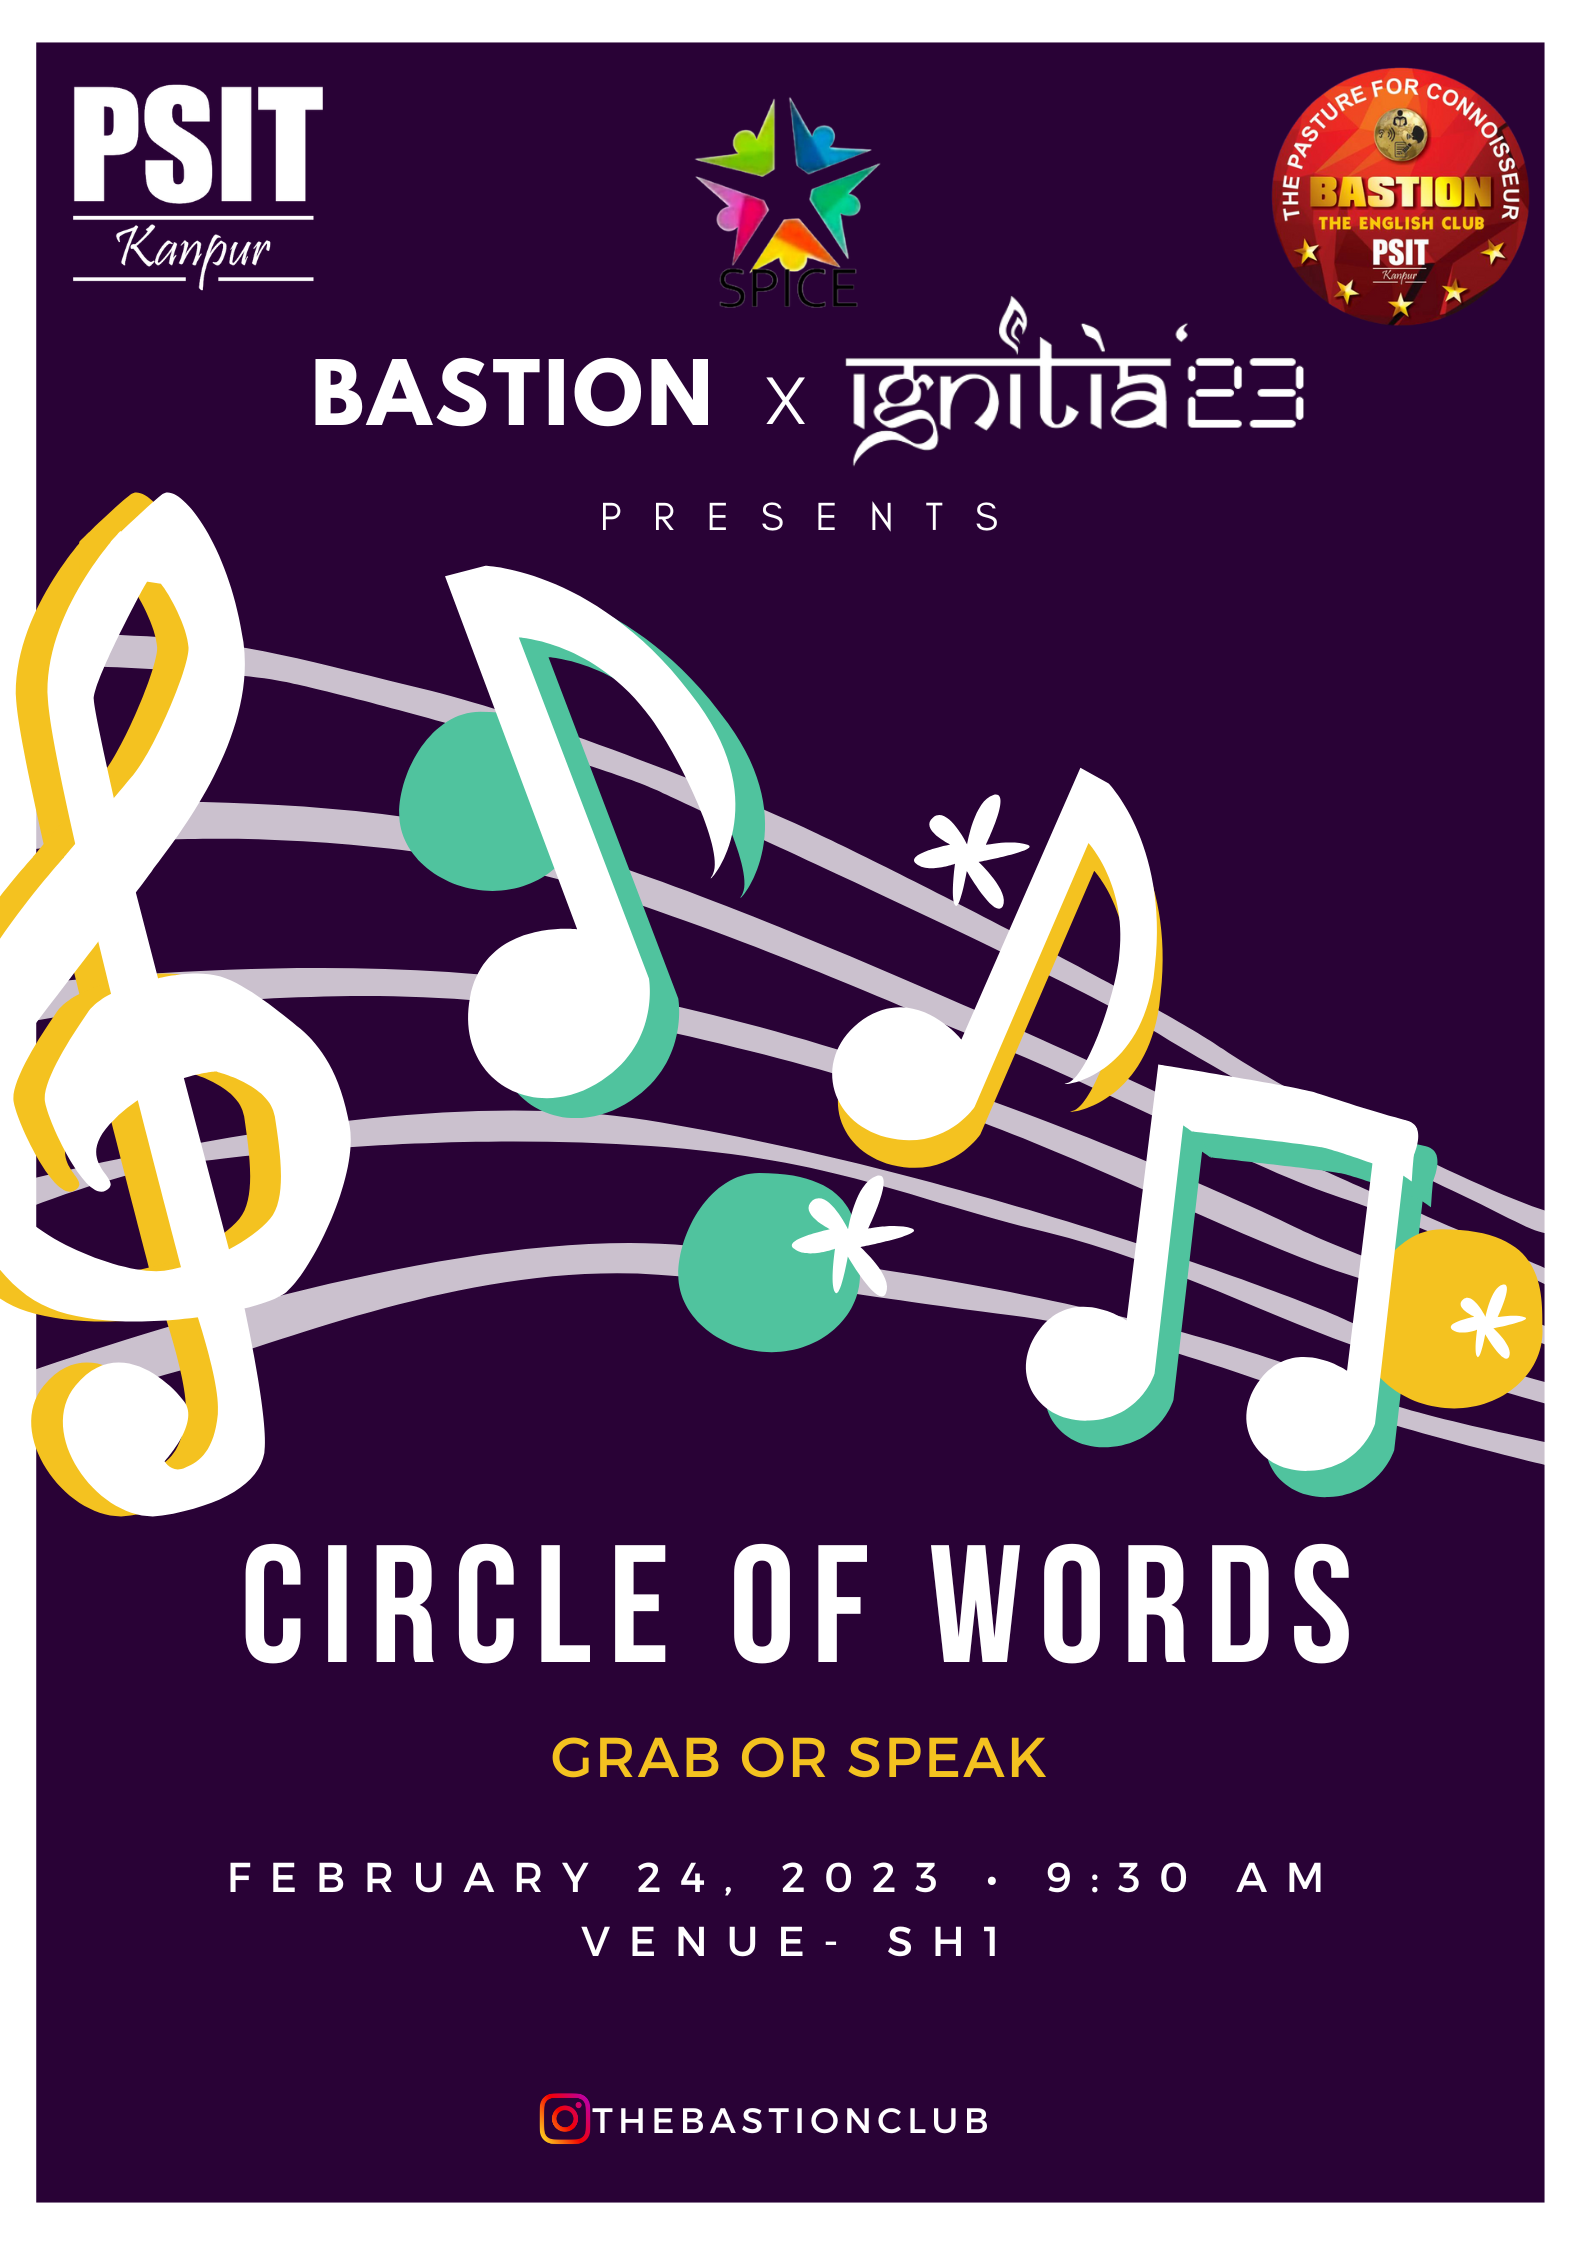 PSIT
Kanpur
SPICE
THE PASTURE FOR CONNOISSEUR
BASTION
THE ENGLISH CLUB
PSIT
Kanpur
BASTION X ignitia'23
PRESENTS
CIRCLE OF WORDS
GRAB OR SPEAK
FEBRUARY 24, 2023 • 9:30 AM
VENUE- SH1
THEBASTIONCLUB